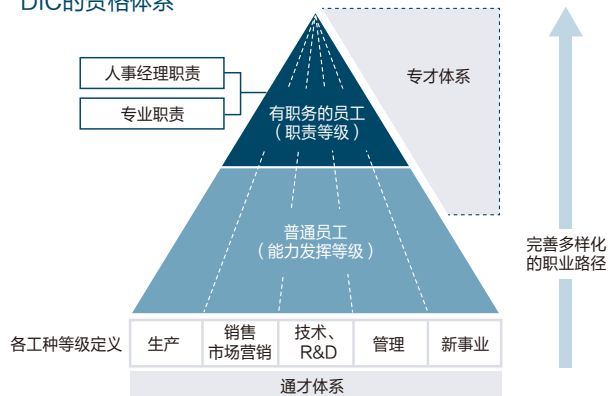 DIC的资格体系
人事经理职责
专业职责
专才体系
有职务的员工
（职责等级）
普通员工
（能力发挥等级）
完善多样化
的职业路径
各工种等级定义
生产
销售
市场营销
技术、
R&D
管理
新事业
通才体系